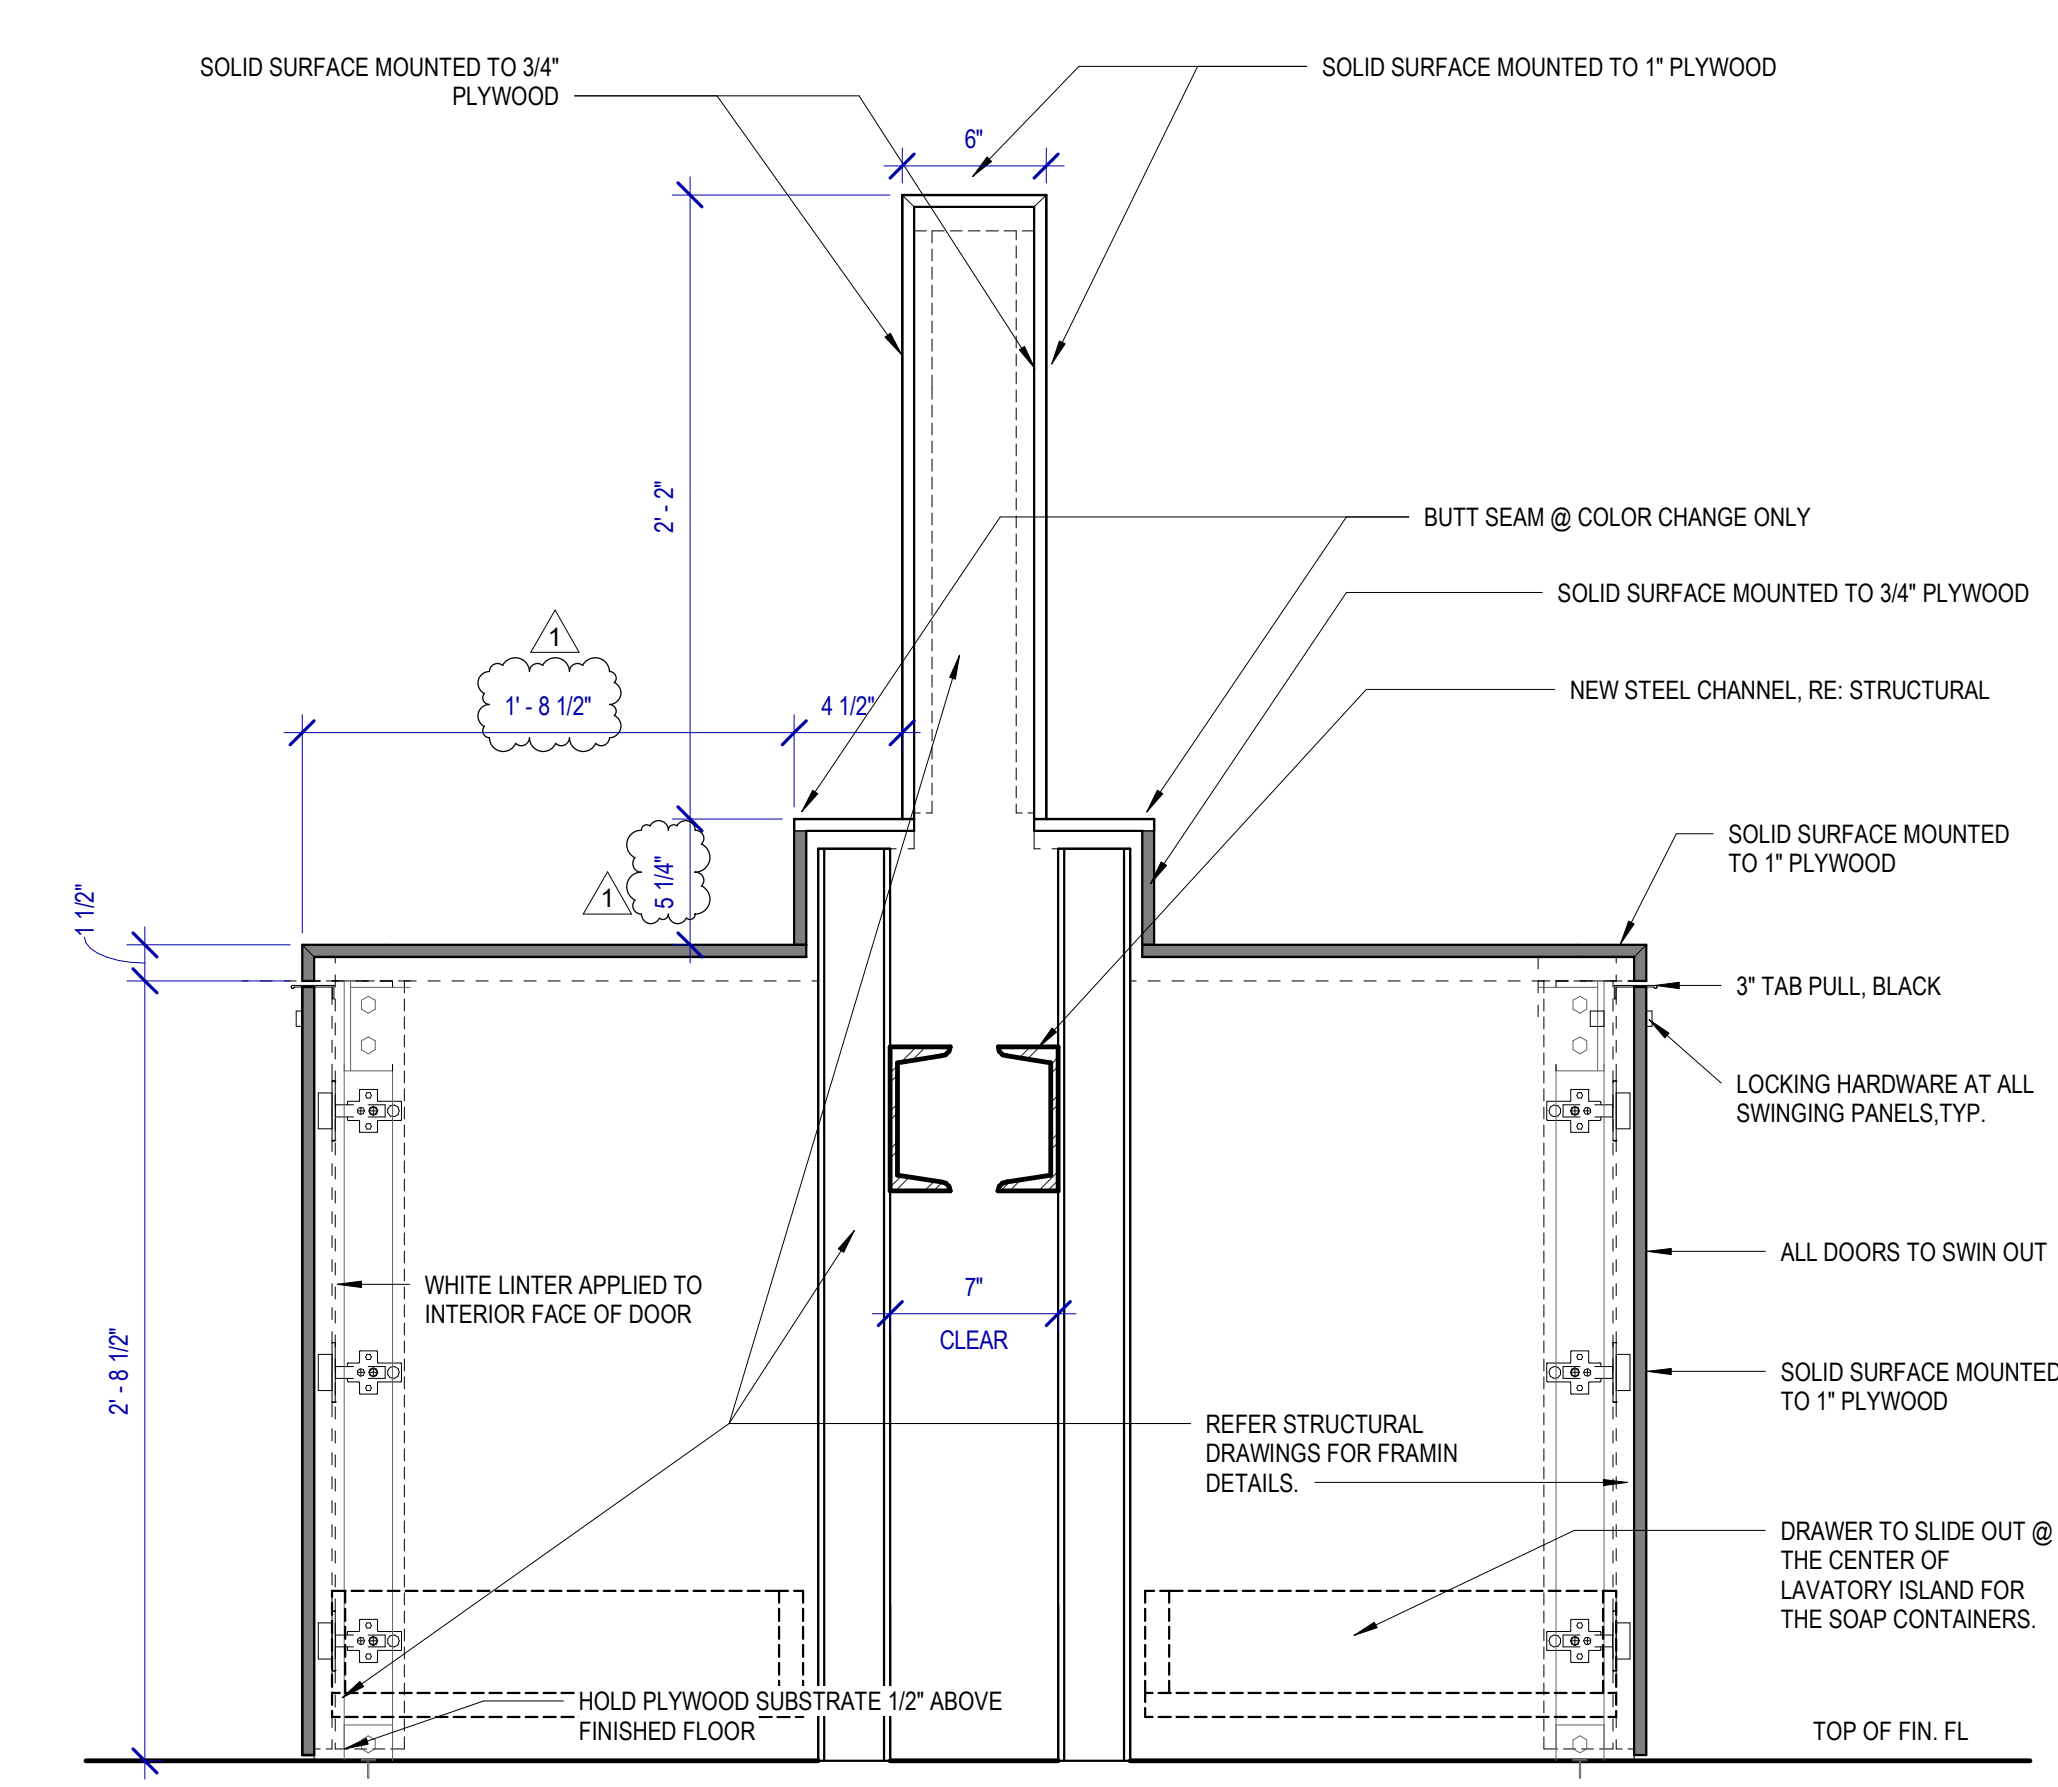 SOLID SURFACE MOUNTED TO 3/4"
PLYWOOD
SOLID SURFACE MOUNTED TO 1" PLYWOOD
6"
2' - 2"
BUTT SEAM @ COLOR CHANGE ONLY
SOLID SURFACE MOUNTED TO 3/4" PLYWOOD
1
1' - 8 1/2"
4 1/2"
NEW STEEL CHANNEL, RE: STRUCTURAL
SOLID SURFACE MOUNTED
TO 1" PLYWOOD
1
5 1/4"
1 1/2"
3" TAB PULL, BLACK
LOCKING HARDWARE AT ALL
SWINGING PANELS,TYP.
ALL DOORS TO SWIN OUT
WHITE LINTER APPLIED TO
INTERIOR FACE OF DOOR
7"
CLEAR
2' - 8 1/2"
SOLID SURFACE MOUNTED
TO 1" PLYWOOD
REFER STRUCTURAL
DRAWINGS FOR FRAMIN
DETAILS.
DRAWER TO SLIDE OUT @
THE CENTER OF
LAVATORY ISLAND FOR
THE SOAP CONTAINERS.
HOLD PLYWOOD SUBSTRATE 1/2" ABOVE
FINISHED FLOOR
TOP OF FIN. FL